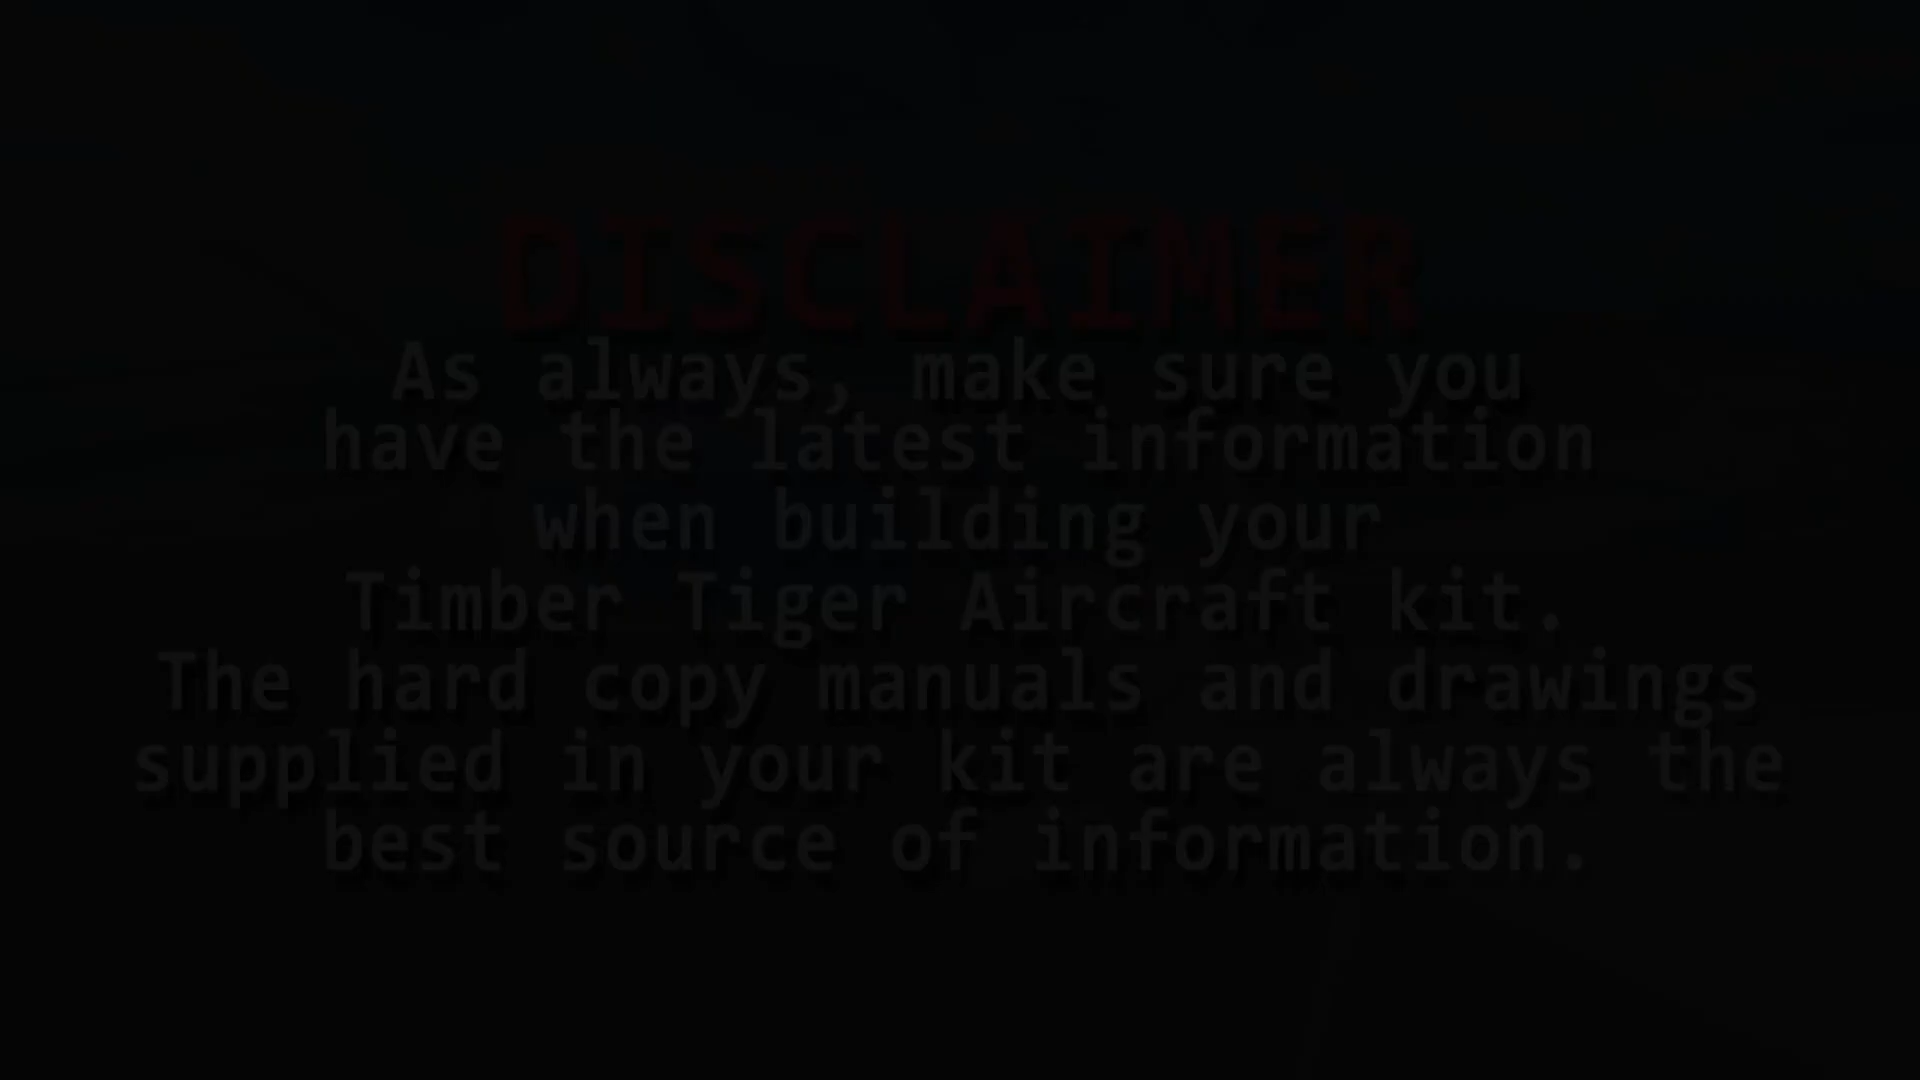 DISCLAIMER
As always, make sure you
have the latest information
when building your
Timber Tiger Aircraft kit.
The hard copy manuals and drawings
supplied in your kit are always the
best source of information.